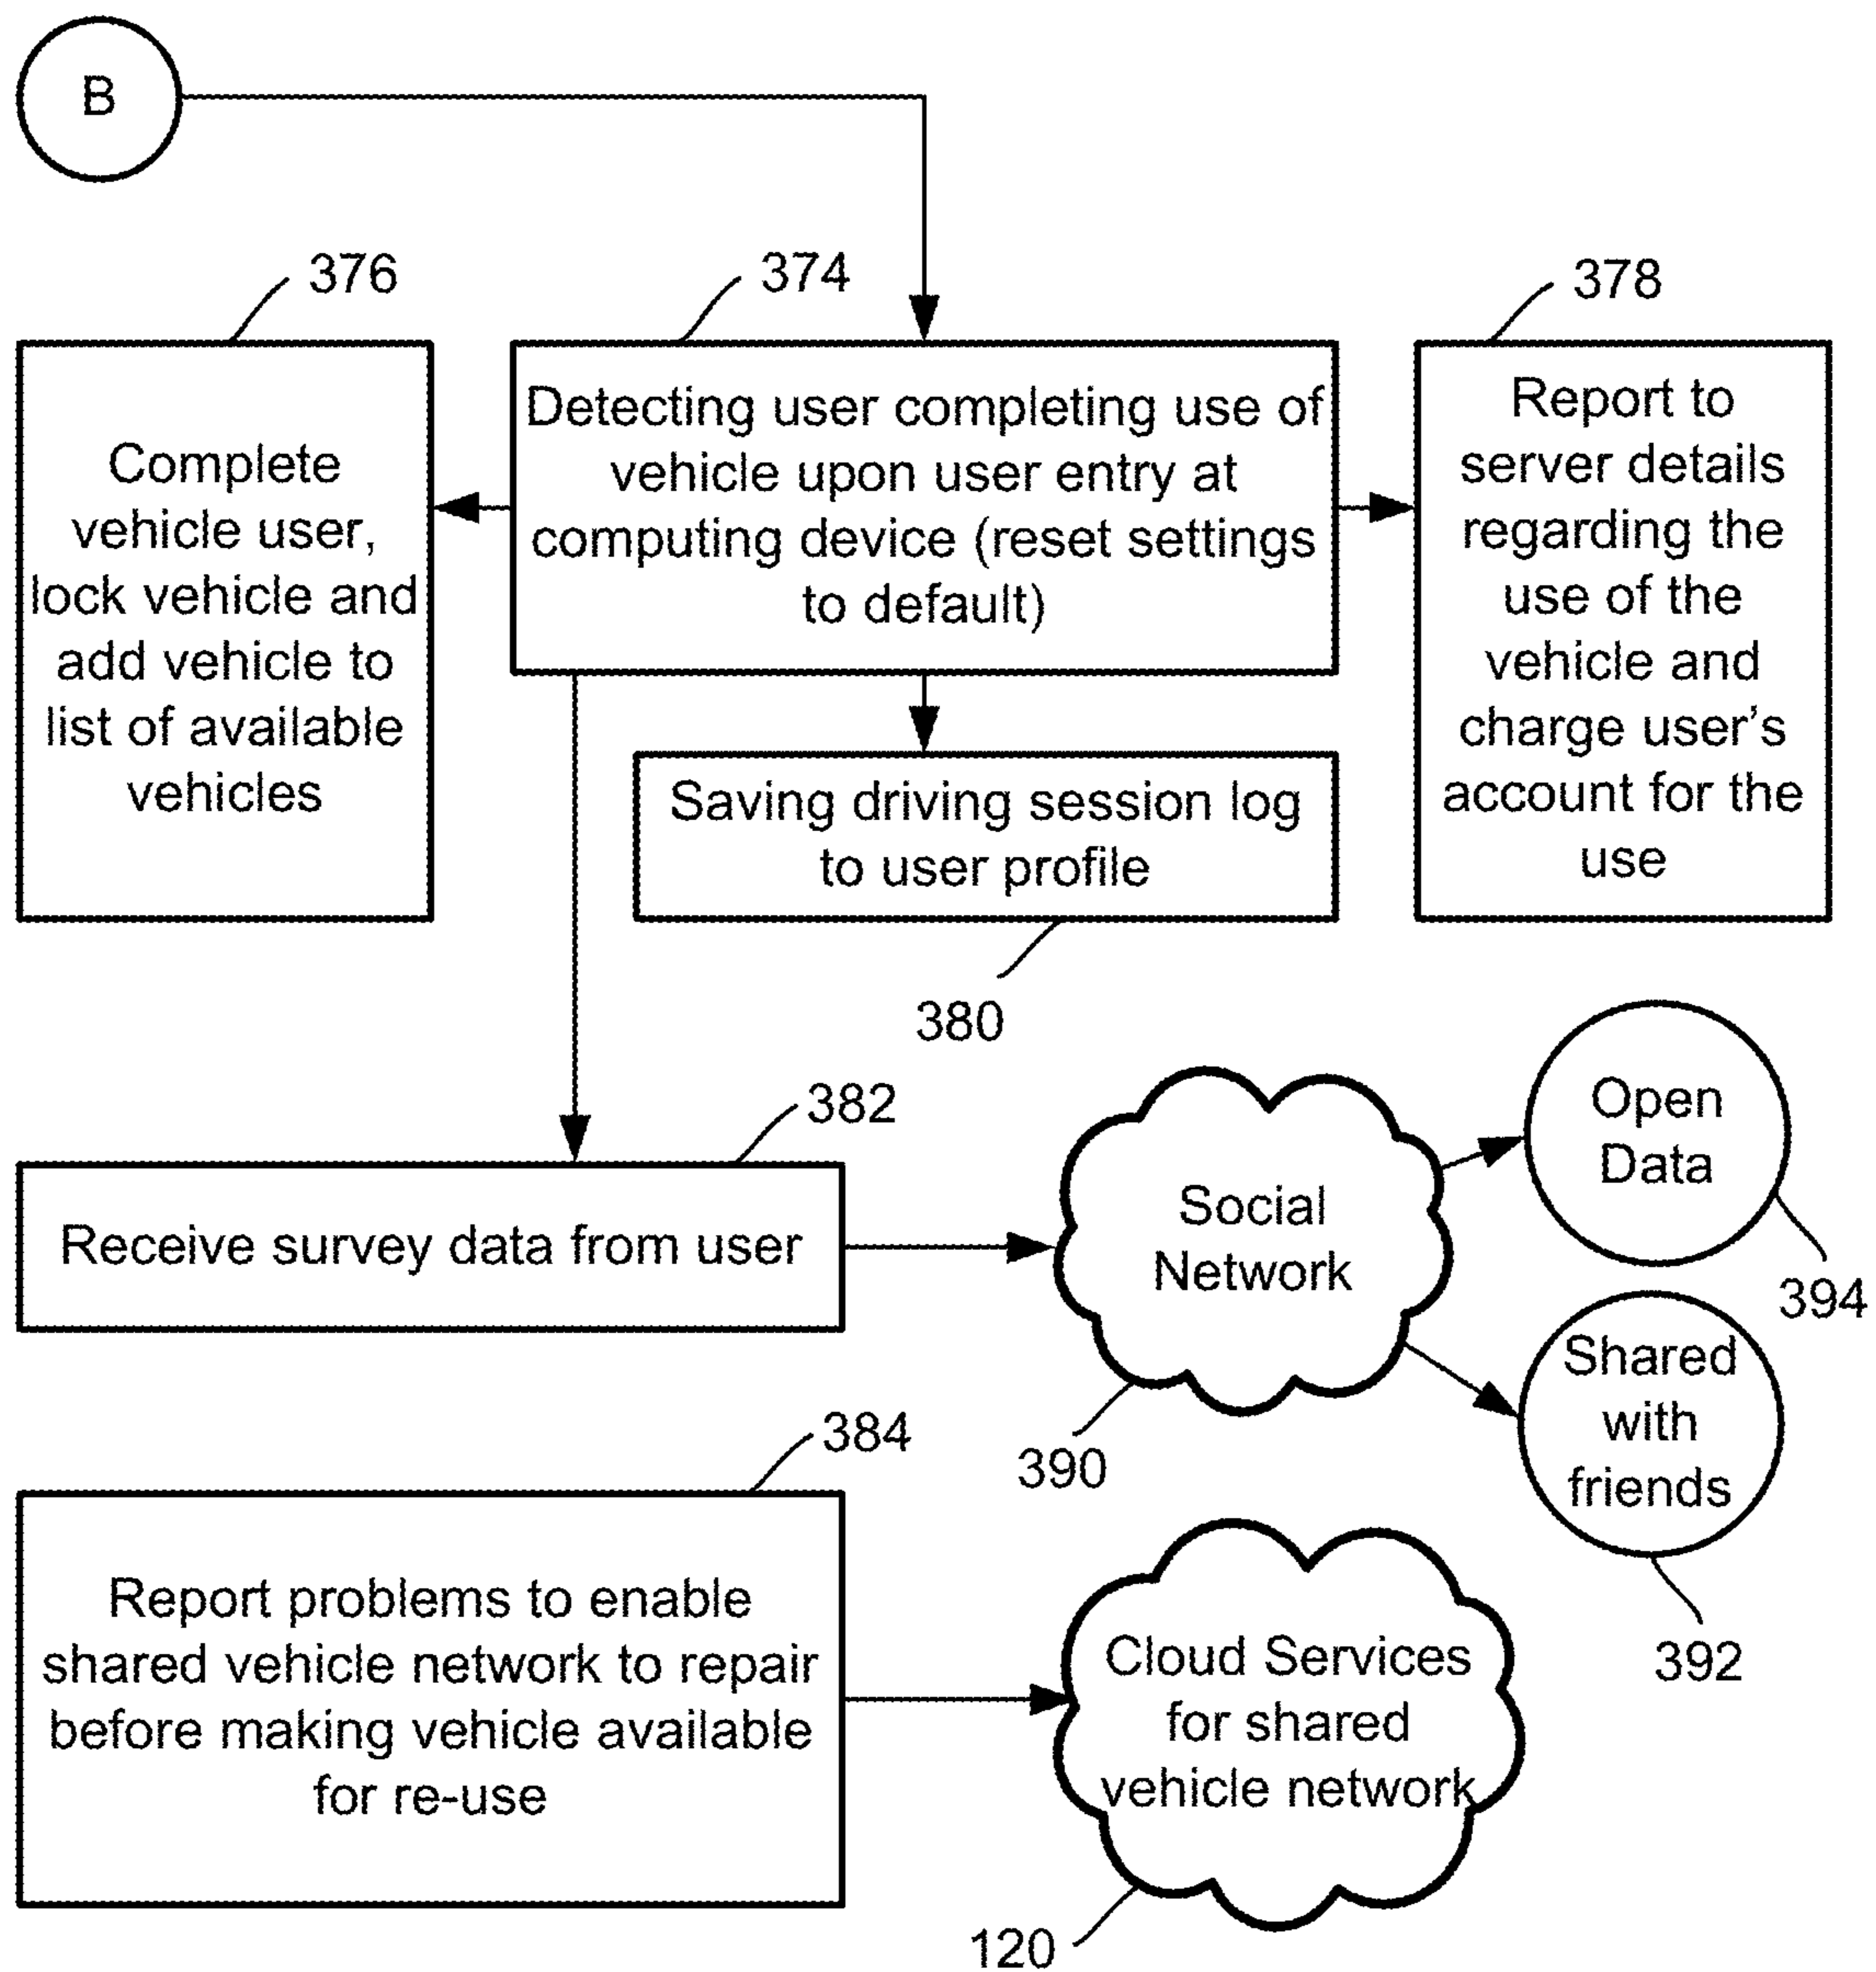 B
376
374
378
Complete
vehicle user,
lock vehicle and
add vehicle to
list of available
vehicles
Detecting user completing use of
vehicle upon user entry at
computing device (reset settings
to default)
Report to
server details
regarding the
use of the
vehicle and
charge user's
account for the
use
Saving driving session log
to user profile
380
382
Receive survey data from user
Social
Network
390
Open
Data
394
Shared
with
friends
392
384
Report problems to enable
shared vehicle network to repair
before making vehicle available
for re-use
Cloud Services
for shared
vehicle network
120